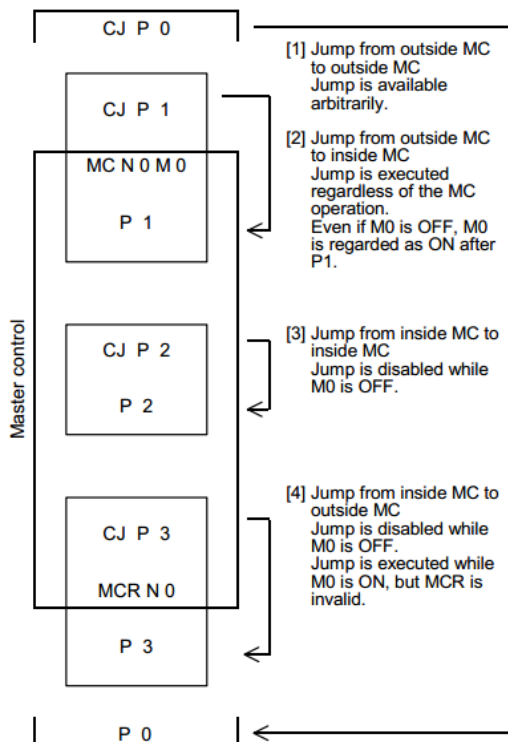 CJ P 0
[1] Jump from outside MC
to outside MC
Jump is available
arbitrarily.
CJ P 1
[2] Jump from outside MC
to inside MC
Jump is executed
regardless of the MC
operation.
Even if M0 is OFF, M0
is regarded as ON after
P1.
MC N 0 M 0
P 1
Master control
CJ P 2
P 2
[3] Jump from inside MC to
inside MC
Jump is disabled while
M0 is OFF.
CJ P 3
MCR N 0
P 3
[4] Jump from inside MC to
outside MC
Jump is disabled while
M0 is OFF.
Jump is executed while
M0 is ON, but MCR is
invalid.
P 0